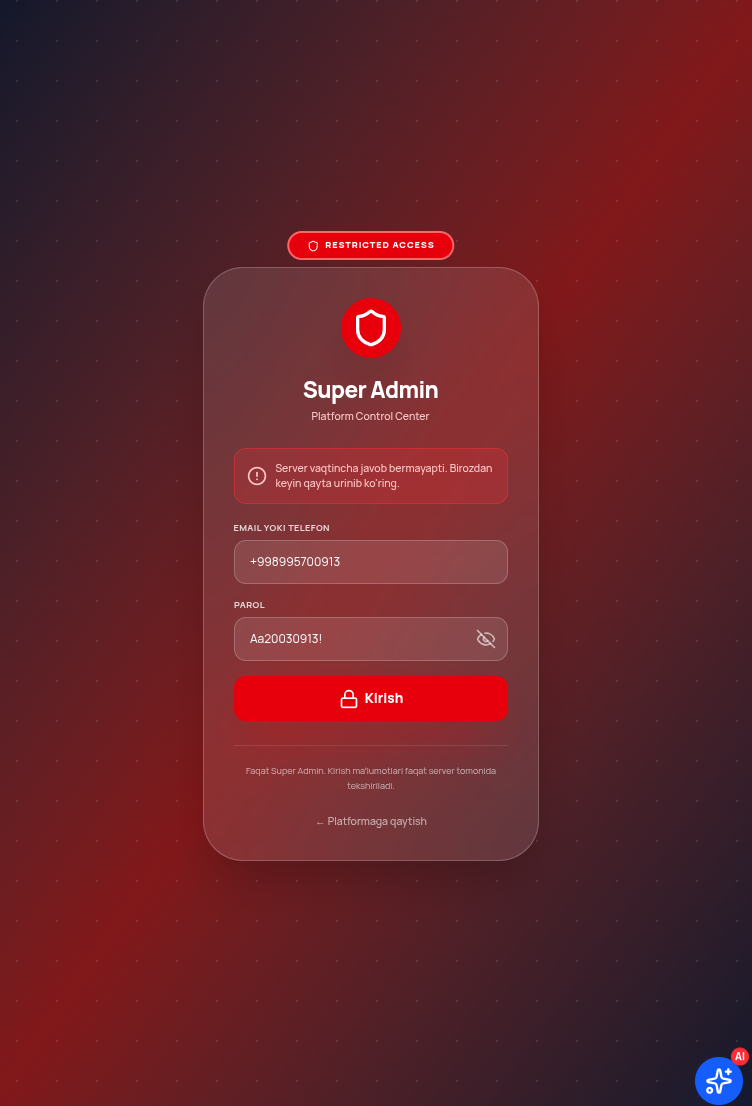 RESTRICTED ACCESS
Super Admin
Platform Control Center
Server vaqtincha javob bermayapti. Birozdan
keyin qayta urinib ko'ring.
EMAIL YOKI TELEFON
+998995700913
PAROL
Aa20030913!
Kirish
Faqat Super Admin. Kirish ma'lumotlari faqat server tomonida
tekshiriladi.
← Platformaga qaytish
AI